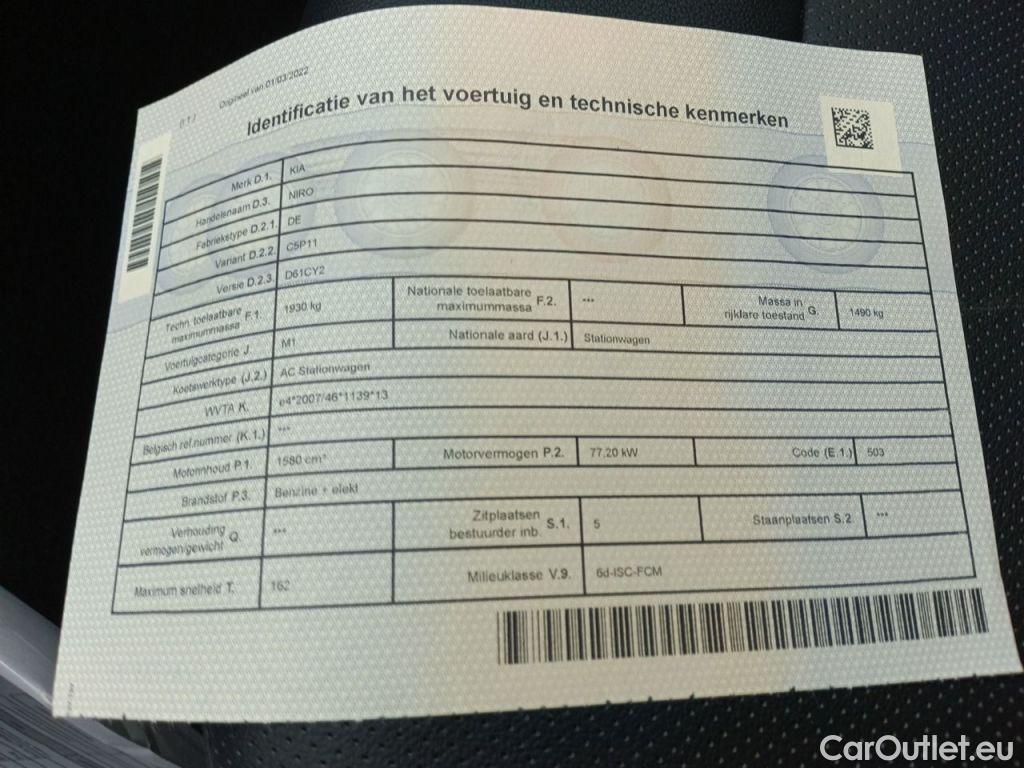 Origineel van 01/03/2022
Identificatie van het voertuig en technische kenmerken
Merk D.1. KIA
Handelsnaam D.3. NIRO
Fabriekstype D.2.1. DE
Variant D.2.2. C5P11
Versie D.2.3. D61CY2
Techn. toelaatbare maximummassa F.1. 1930 kg Nationale toelaatbare maximummassa F.2. *** Massa in rijklare toestand G. 1490 kg
Voertuigcategorie J. M1 Nationale aard (J.1.) Stationwagen
Koetswerktype (J.2.) AC Stationwagen
WVTA K. e4*2007/46*1139*13
Belgisch ref.nummer (K.1.) ***
Motorinhoud P.1. 1580 cm³ Motorvermogen P.2. 77,20 kW Code (E.1.) 503
Brandstof P.3. Benzine + elekt
Verhouding vermogen/gewicht Q. *** Zitplaatsen bestuurder inb. S.1. 5 Staanplaatsen S.2. ***
Maximum snelheid T. 162 Milieuklasse V.9. 6d-ISC-FCM
CarOutlet.eu